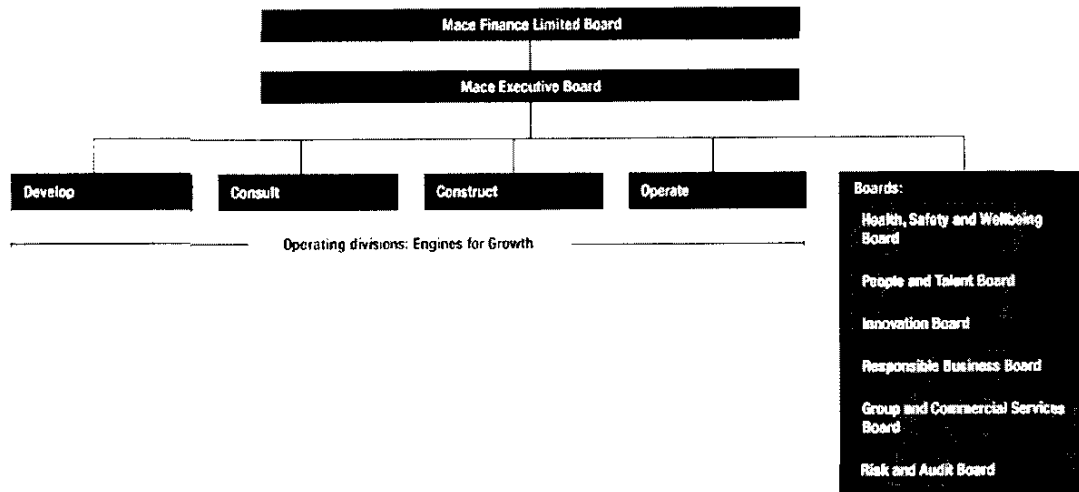 Mace Finance Limited Board
Mace Executive Board
Develop
Consult
Construct
Operate
Operating divisions: Engines for Growth
Boards:
Health, Safety and Wellbeing
Board
People and Talent Board
Innovation Board
Responsible Business Board
Group and Commercial Services
Board
Risk and Audit Board